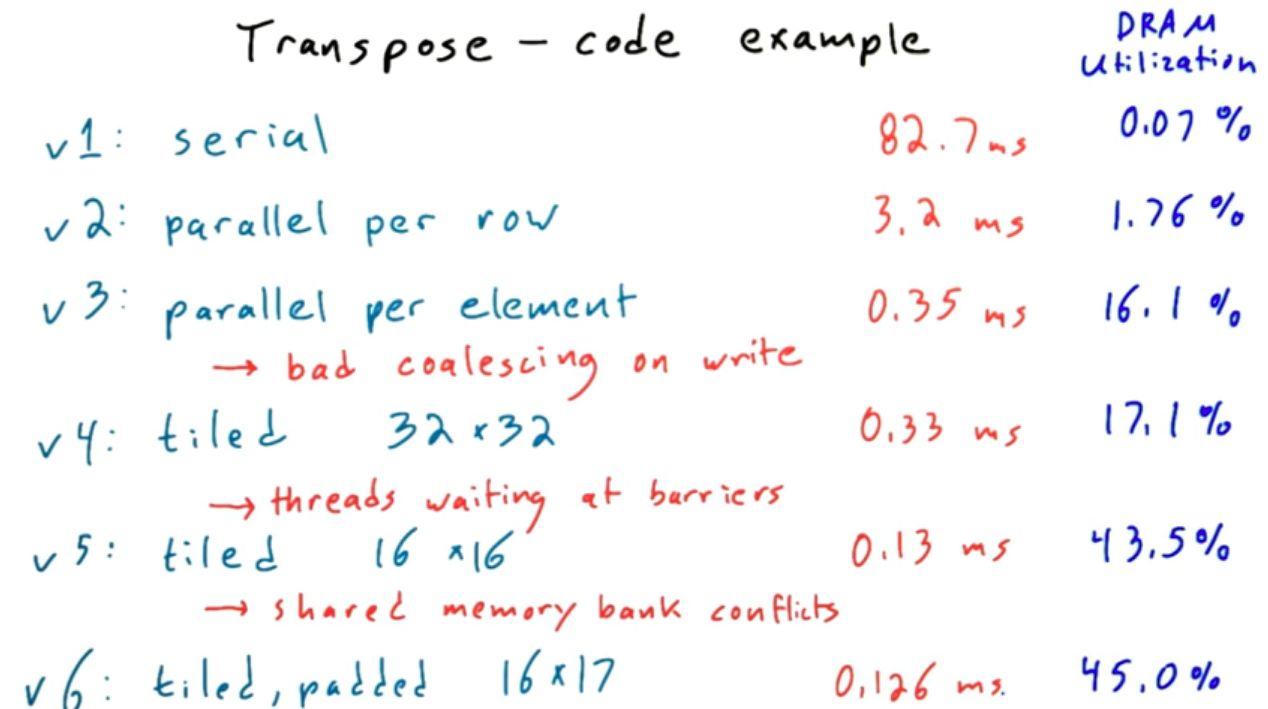 Transpose - code example
DRAM
Utilization
v1: serial 82.7 ms 0.07 %
v2: parallel per row 3.2 ms 1.76 %
v3: parallel per element 0.35 ms 16.1 %
→ bad coalescing on write
v4: tiled 32 x 32 0.33 ms 17.1 %
→ threads waiting at barriers
v5: tiled 16 x 16 0.13 ms 43.5 %
→ shared memory bank conflicts
v6: tiled, padded 16 x 17 0.126 ms. 45.0 %